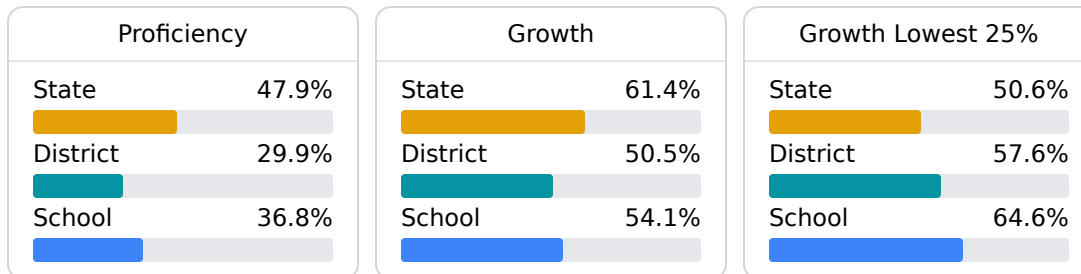 Proficiency
State 47.9%
District 29.9%
School 36.8%
Growth
State 61.4%
District 50.5%
School 54.1%
Growth Lowest 25%
State 50.6%
District 57.6%
School 64.6%